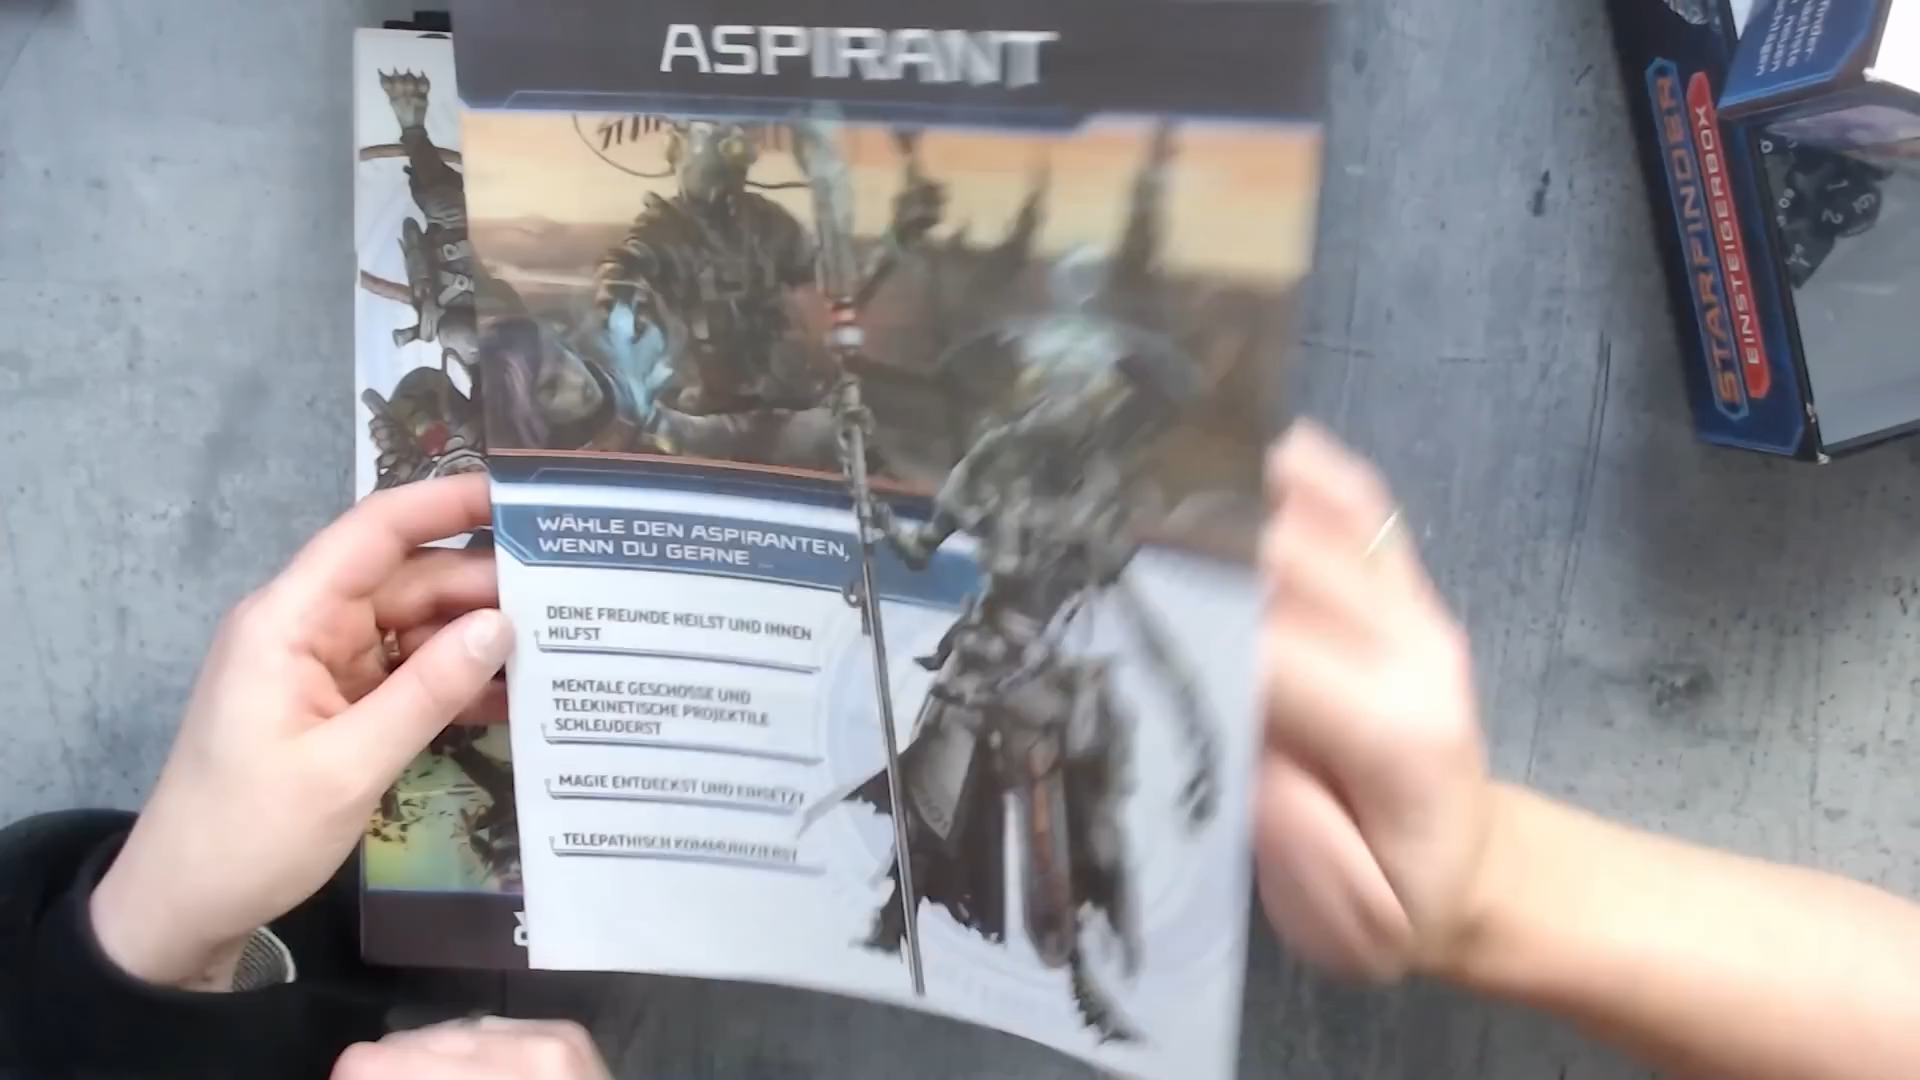 ASPIRANT
WÄHLE DEN ASPIRANTEN,
WENN DU GERNE ...
DEINE FREUNDE HEILST UND IHNEN
HILFST
MENTALE GESCHOSSE UND
TELEKINETISCHE PROJEKTILE
SCHLEUDERST
MAGIE ENTDECKST UND EINSETZT
TELEPATHISCH KOMMUNIZIERST
STARFINDER
EINSTEIGERBOX